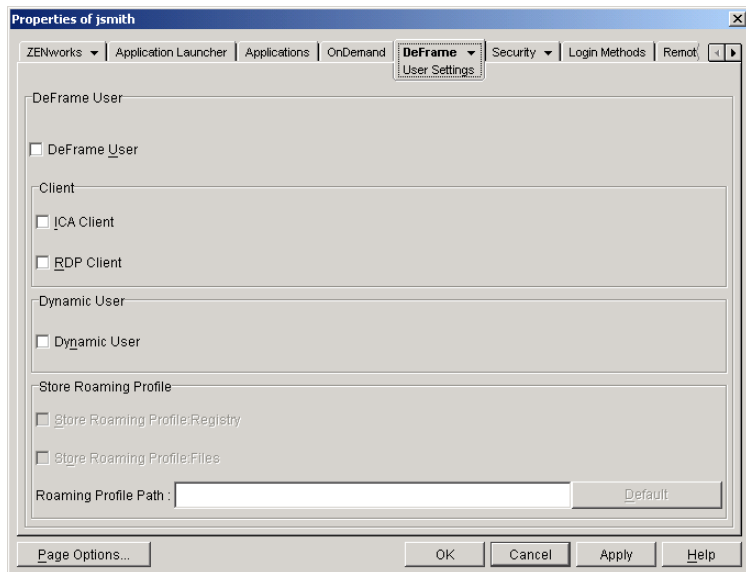 Properties of jsmith
ZENworks Application Launcher Applications OnDemand DeFrame Security Login Methods
User Settings
DeFrame User
DeFrame User
Client
ICA Client
RDP Client
Dynamic User
Dynamic User
Store Roaming Profile
Store Roaming Profile:Registry
Store Roaming Profile:Files
Roaming Profile Path : Default
Page Options... OK Cancel Apply Help